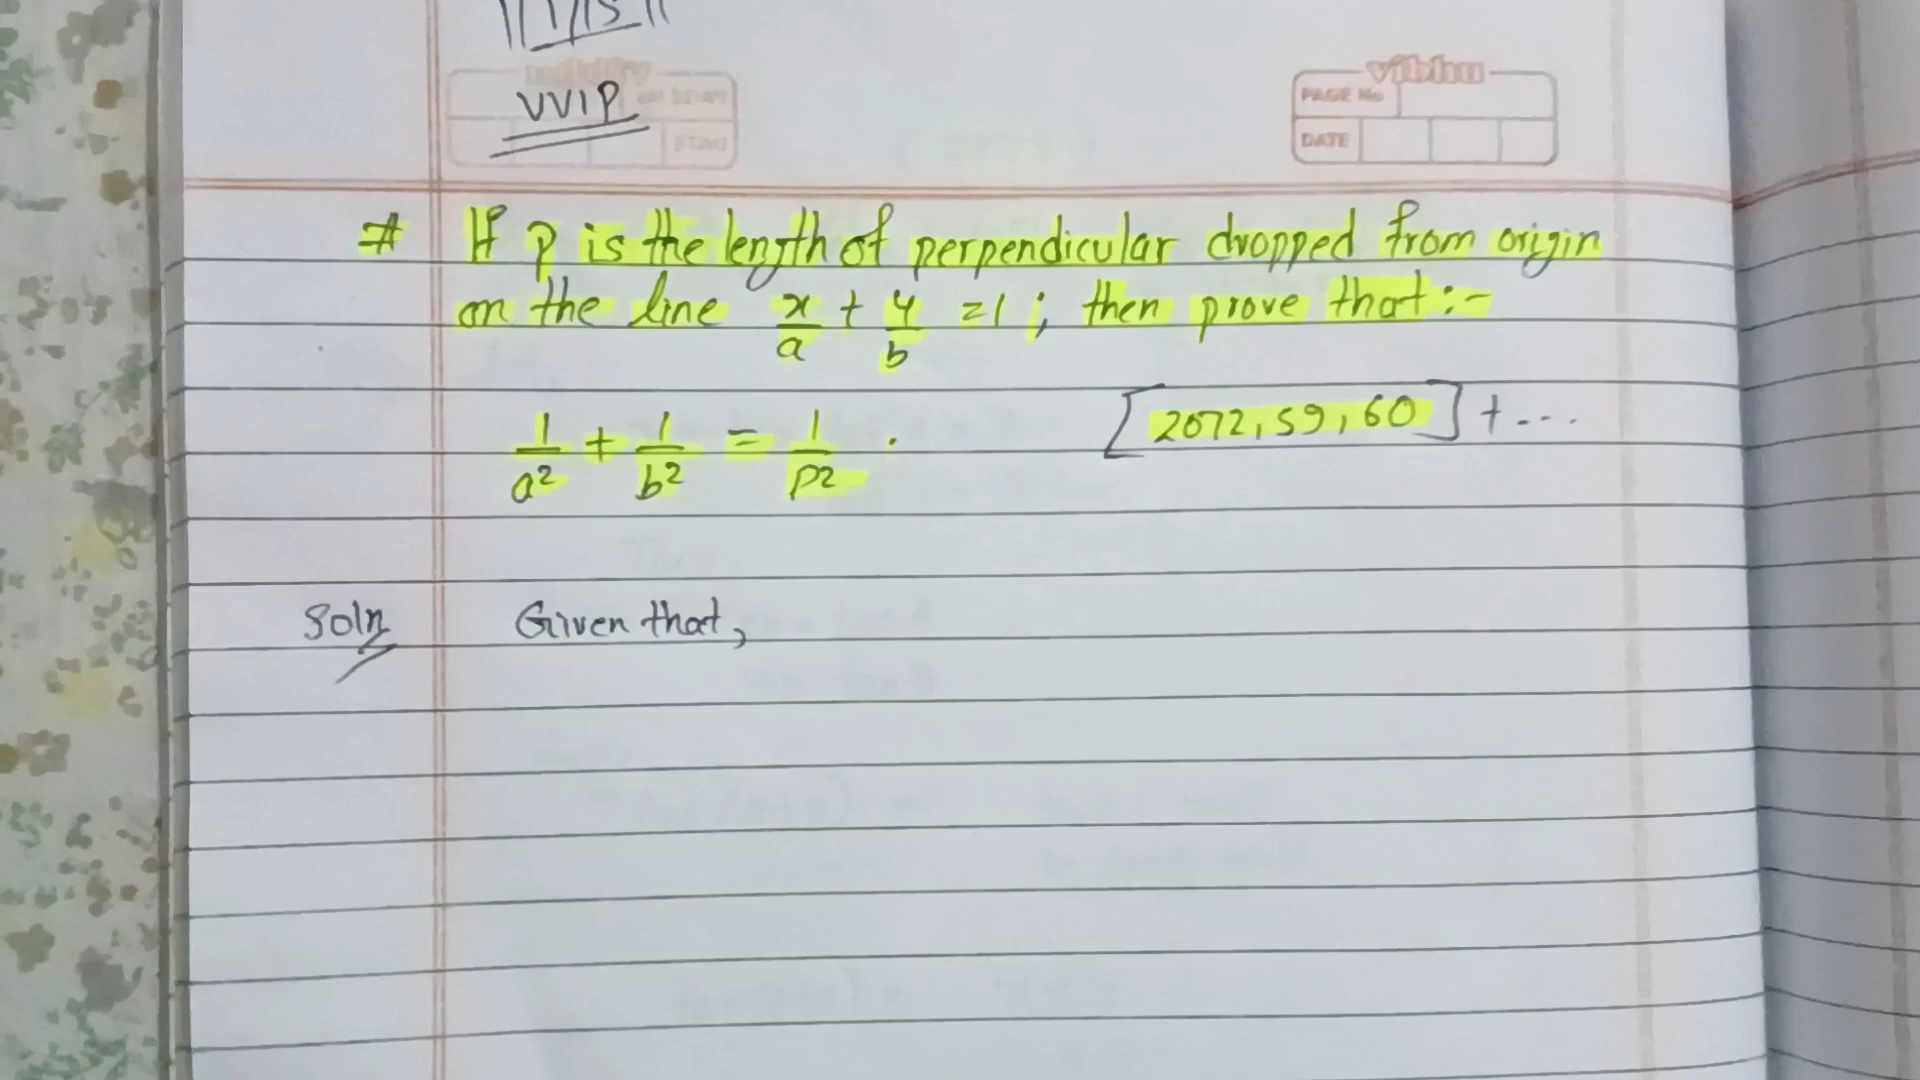 VVIP
vibhu
PAGE No
DATE
# If p is the length of perpendicular dropped from origin
on the line x/a + y/b = 1 ; then prove that :-
1/a² + 1/b² = 1/p² .
[2072, 59, 60] + ...
Soln Given that,